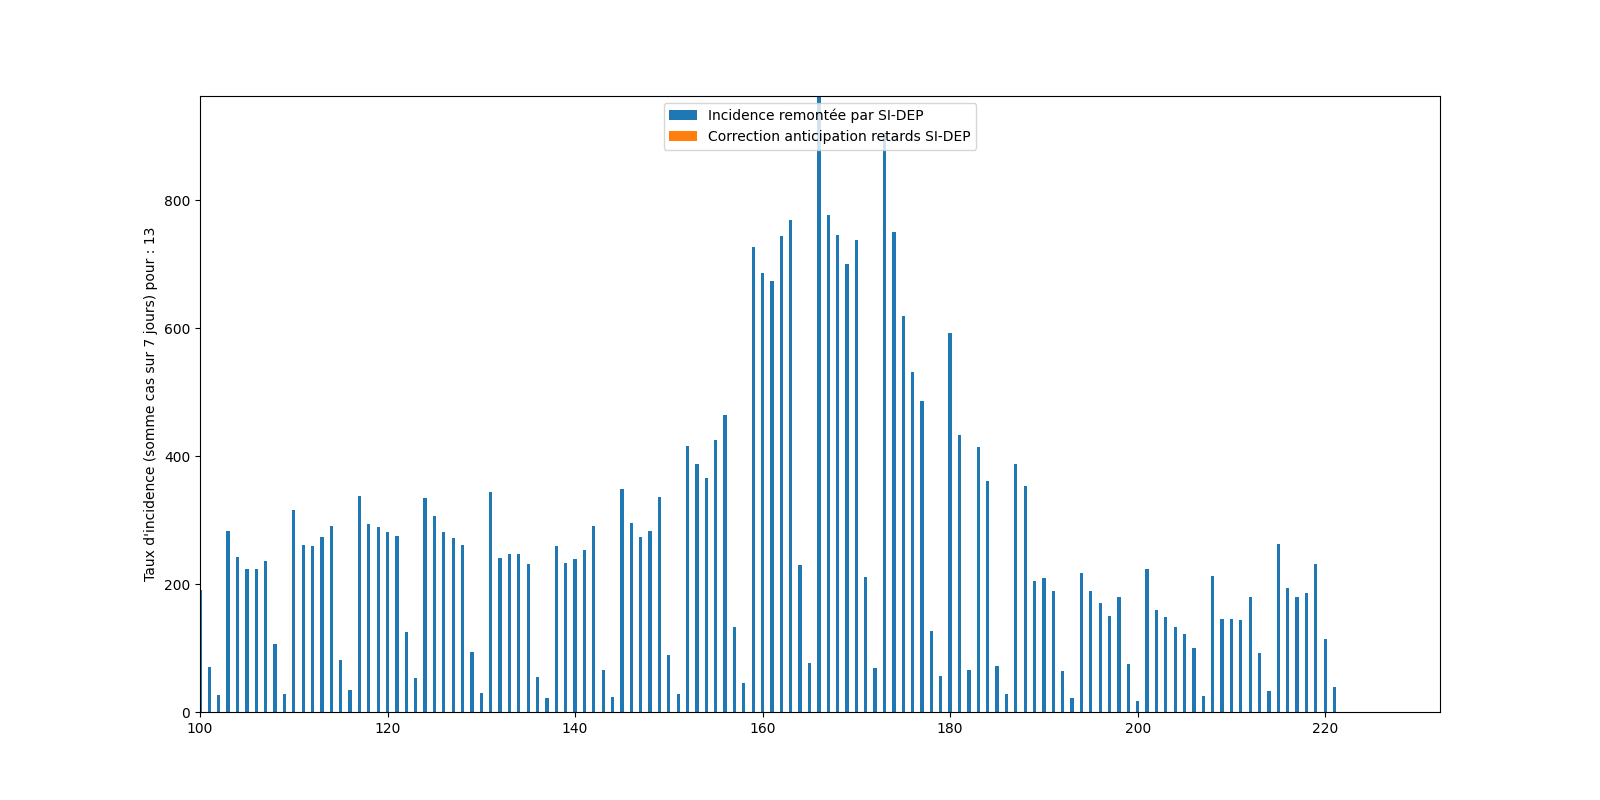 Incidence remontée par SI-DEP
Correction anticipation retards SI-DEP
Taux d'incidence (somme cas sur 7 jours) pour : 13
800
600
400
200
0
100 120 140 160 180 200 220